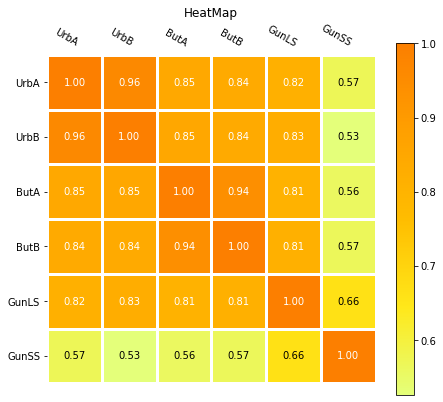 HeatMap
UrbA UrbB ButA ButB GunLS GunSS
UrbA 1.00 0.96 0.85 0.84 0.82 0.57
UrbB 0.96 1.00 0.85 0.84 0.83 0.53
ButA 0.85 0.85 1.00 0.94 0.81 0.56
ButB 0.84 0.84 0.94 1.00 0.81 0.57
GunLS 0.82 0.83 0.81 0.81 1.00 0.66
GunSS 0.57 0.53 0.56 0.57 0.66 1.00
1.0
0.9
0.8
0.7
0.6